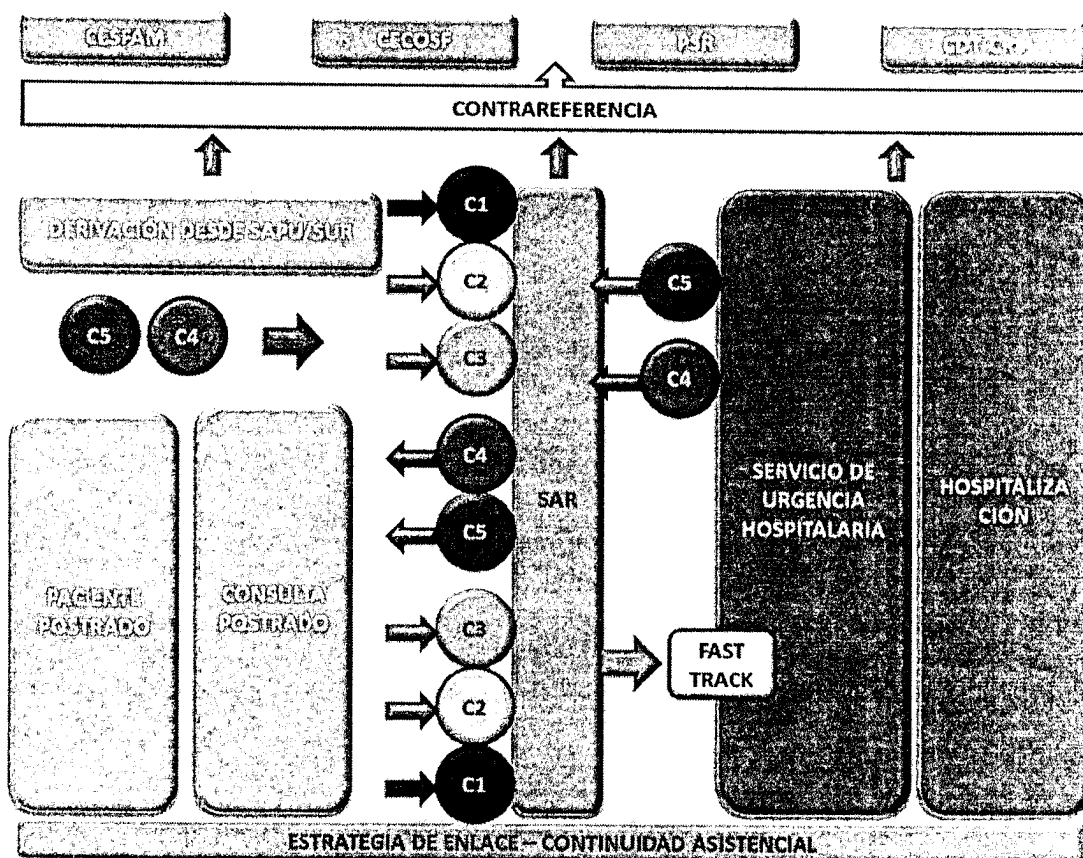 CESFAM
CECOSF
PSR
CONTRAREFERENCIA
DERIVACIÓN DESDE SAPU/SUR
C1
C2
C3
C5
C4
C5
C4
C4
C5
C3
C2
C1
PACIENTE
POSTRADO
CONSULTA
POSTRADO
SAR
FAST
TRACK
SERVICIO DE
URGENCIA
HOSPITALARIA
HOSPITALIZA
CIÓN
ESTRATEGIA DE ENLACE – CONTINUIDAD ASISTENCIAL